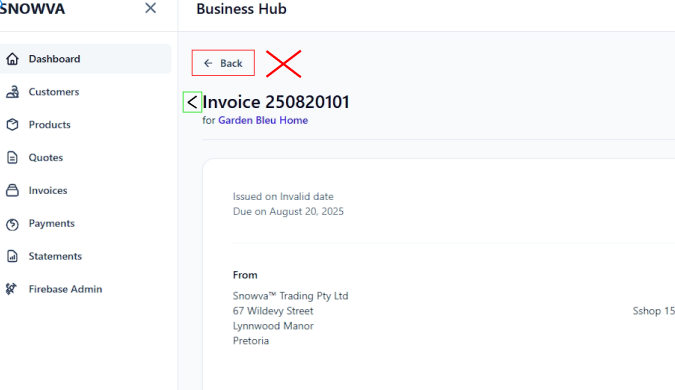 SNOWVA
Business Hub
Dashboard
Customers
Products
Quotes
Invoices
Payments
Statements
Firebase Admin
Back
Invoice 250820101
for Garden Bleu Home
Issued on Invalid date
Due on August 20, 2025
From
Snowva™ Trading Pty Ltd
67 Wildevy Street
Sshop 15
Lynnwood Manor
Pretoria